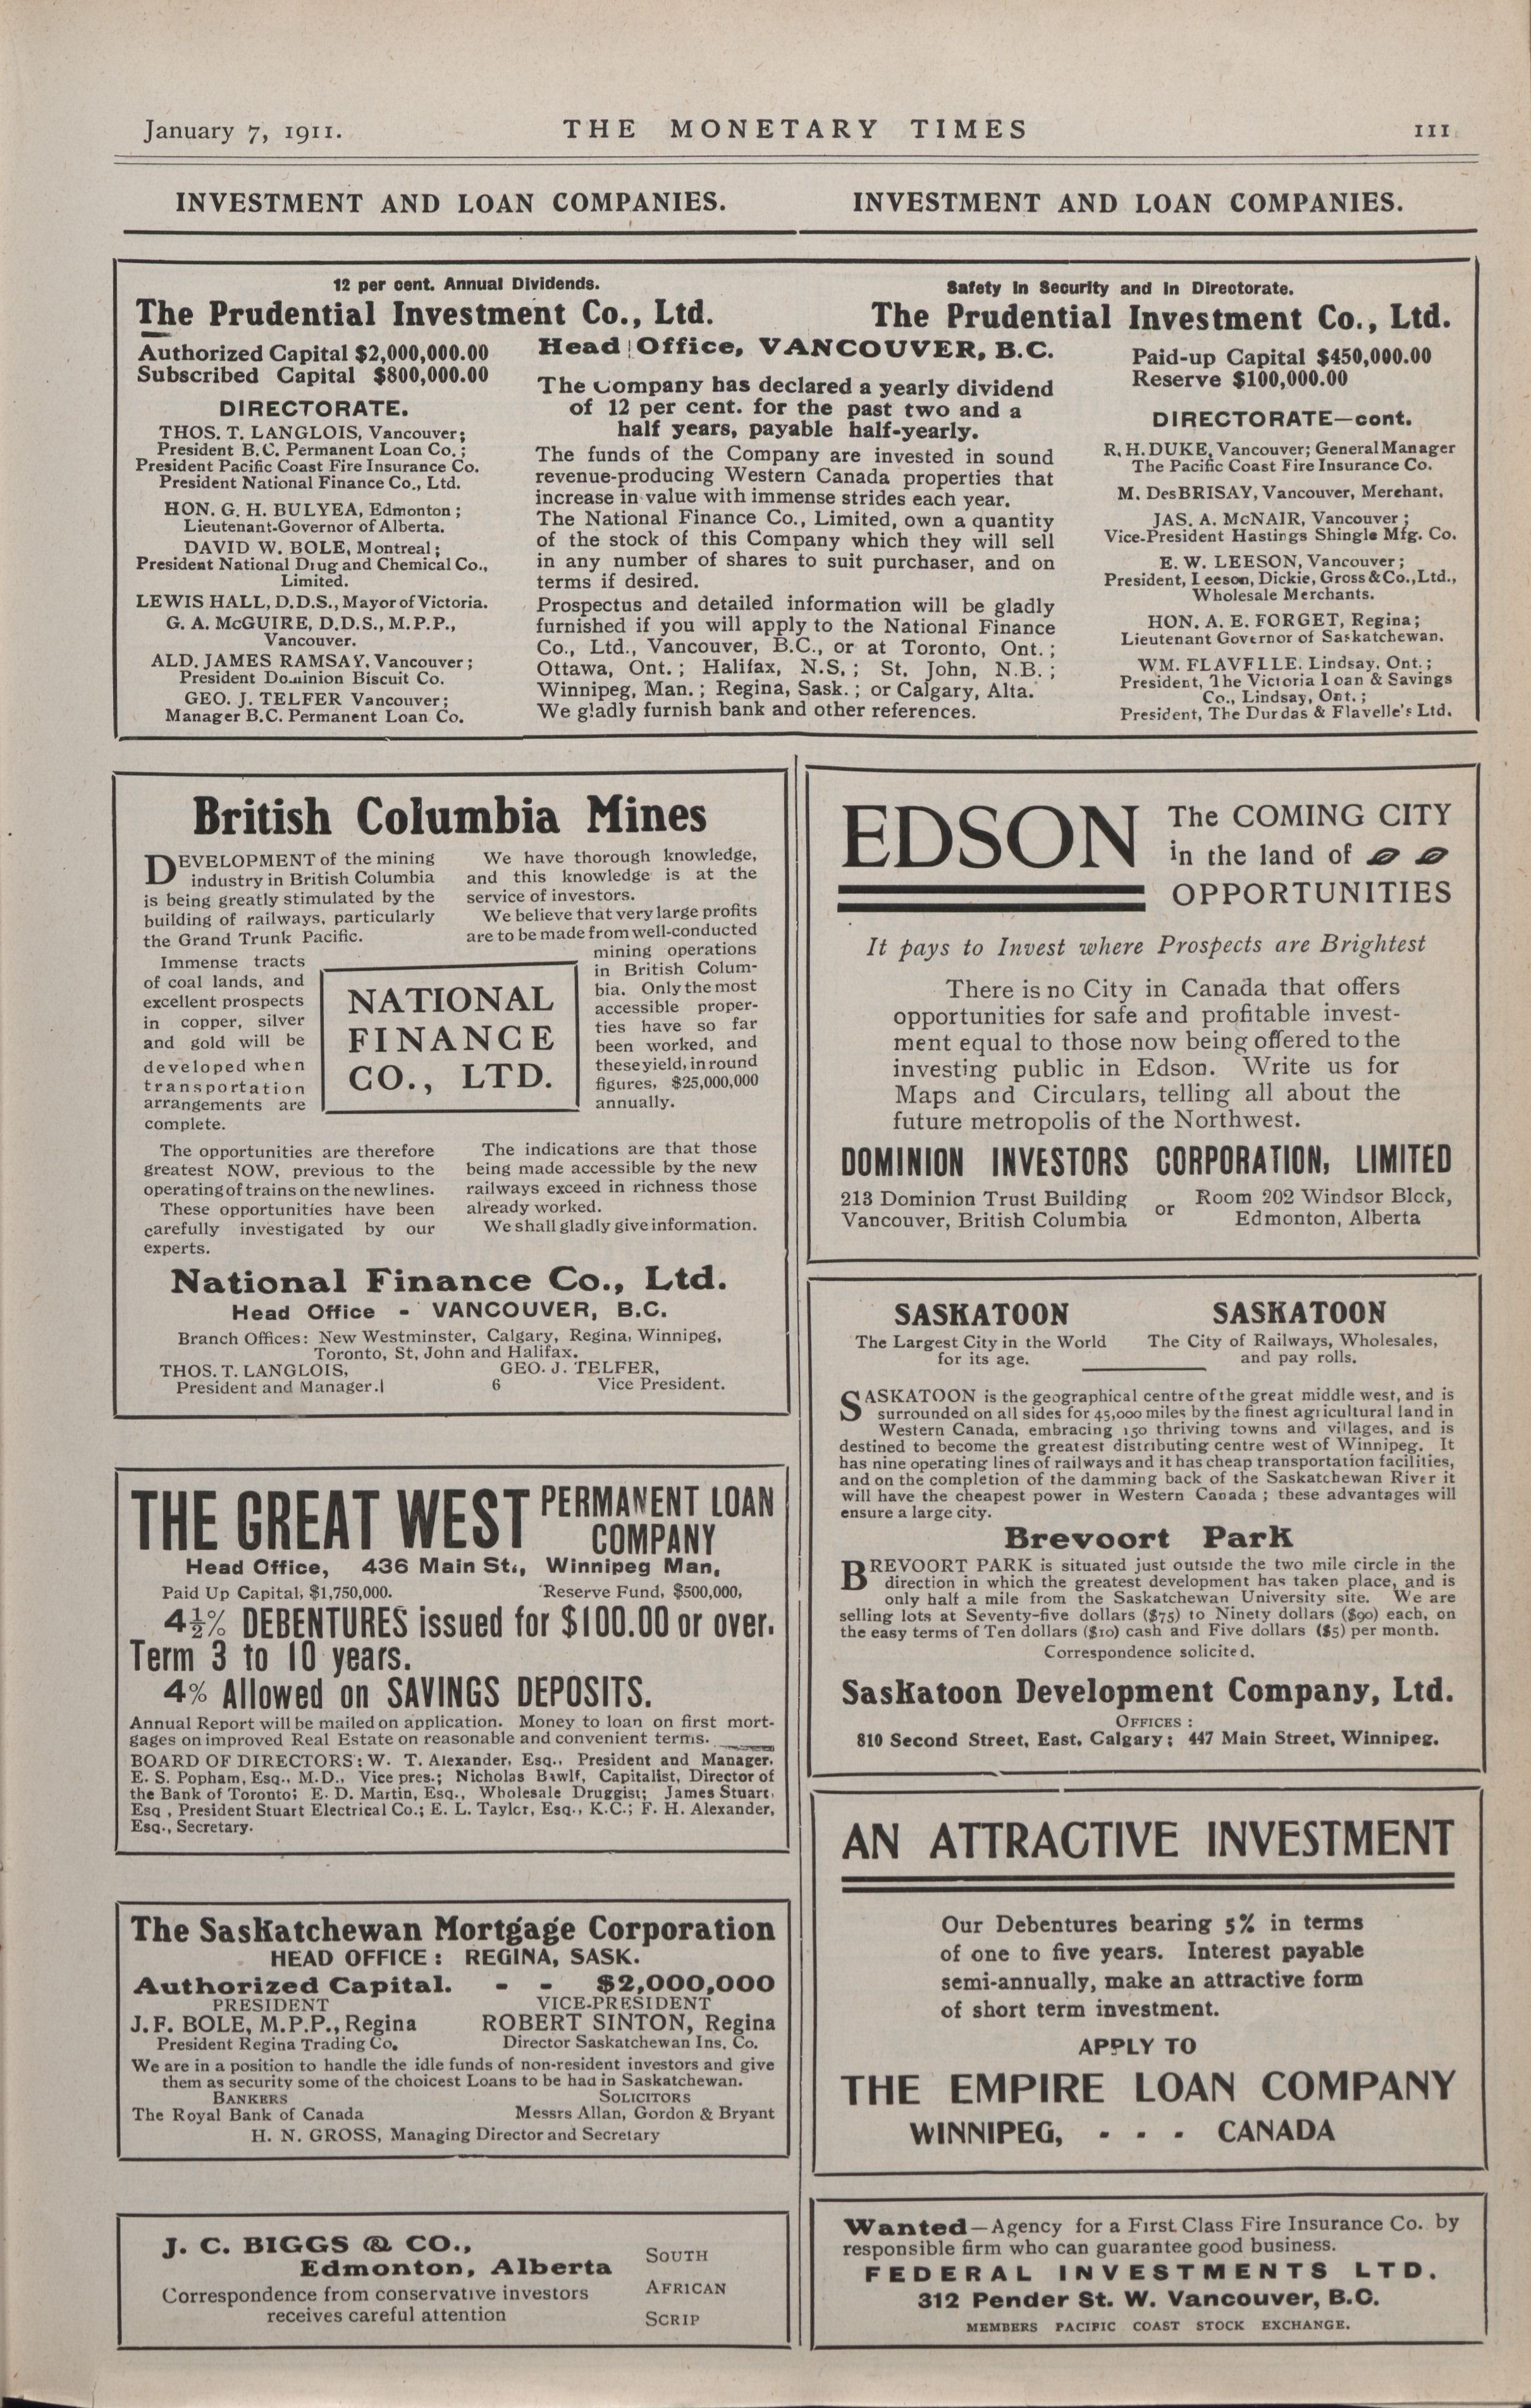 January 7, 1911.
THE MONETARY TIMES
111
INVESTMENT AND LOAN COMPANIES.
INVESTMENT AND LOAN COMPANIES.
12 per cent. Annual Dividends.
The Prudential Investment Co., Ltd.
Safety in Security and in Directorate.
The Prudential Investment Co., Ltd.
Authorized Capital $2,000,000.00
Subscribed Capital $800,000.00
DIRECTORATE.
THOS. T. LANGLOIS, Vancouver;
President B.C. Permanent Loan Co.;
President Pacific Coast Fire Insurance Co.
President National Finance Co., Ltd.
HON. G. H. BULYEA, Edmonton;
Lieutenant-Governor of Alberta.
DAVID W. BOLE, Montreal;
President National Drug and Chemical Co.,
Limited.
LEWIS HALL, D.D.S., Mayor of Victoria.
G. A. McGUIRE, D.D.S., M.P.P.,
Vancouver.
ALD. JAMES RAMSAY, Vancouver;
President Dominion Biscuit Co.
GEO. J. TELFER Vancouver;
Manager B.C. Permanent Loan Co.
Head Office, VANCOUVER, B.C.
The Company has declared a yearly dividend
of 12 per cent. for the past two and a
half years, payable half-yearly.
The funds of the Company are invested in sound
revenue-producing Western Canada properties that
increase in value with immense strides each year.
The National Finance Co., Limited, own a quantity
of the stock of this Company which they will sell
in any number of shares to suit purchaser, and on
terms if desired.
Prospectus and detailed information will be gladly
furnished if you will apply to the National Finance
Co., Ltd., Vancouver, B.C., or at Toronto, Ont.;
Ottawa, Ont.; Halifax, N.S.; St. John, N.B.;
Winnipeg, Man.; Regina, Sask.; or Calgary, Alta.
We gladly furnish bank and other references.
Paid-up Capital $450,000.00
Reserve $100,000.00
DIRECTORATE—cont.
R. H. DUKE, Vancouver; General Manager
The Pacific Coast Fire Insurance Co.
M. DesBRISAY, Vancouver, Merchant.
JAS. A. McNAIR, Vancouver;
Vice-President Hastings Shingle Mfg. Co.
E. W. LEESON, Vancouver;
President, Leeson, Dickie, Gross & Co., Ltd.,
Wholesale Merchants.
HON. A. E. FORGET, Regina;
Lieutenant Governor of Saskatchewan.
WM. FLAVELLE. Lindsay, Ont.;
President, The Victoria Loan & Savings
Co., Lindsay, Ont.;
President, The Dundas & Flavelle's Ltd.
British Columbia Mines
DEVELOPMENT of the mining
industry in British Columbia
is being greatly stimulated by the
building of railways, particularly
the Grand Trunk Pacific.
Immense tracts
of coal lands, and
excellent prospects
in copper, silver
and gold will be
developed when
transportation
arrangements are
complete.
The opportunities are therefore
greatest NOW, previous to the
operating of trains on the new lines.
These opportunities have been
carefully investigated by our
experts.
NATIONAL
FINANCE
CO., LTD.
We have thorough knowledge,
and this knowledge is at the
service of investors.
We believe that very large profits
are to be made from well-conducted
mining operations
in British Colum-
bia. Only the most
accessible proper-
ties have so far
been worked, and
these yield, in round
figures, $25,000,000
annually.
The indications are that those
being made accessible by the new
railways exceed in richness those
already worked.
We shall gladly give information.
National Finance Co., Ltd.
Head Office - VANCOUVER, B.C.
Branch Offices: New Westminster, Calgary, Regina, Winnipeg,
Toronto, St. John and Halifax.
THOS. T. LANGLOIS, GEO. J. TELFER,
President and Manager. 6 Vice President.
THE GREAT WEST PERMANENT LOAN
COMPANY
Head Office, 436 Main St., Winnipeg Man,
Paid Up Capital, $1,750,000. Reserve Fund, $500,000,
4½% DEBENTURES issued for $100.00 or over.
Term 3 to 10 years.
4% Allowed on SAVINGS DEPOSITS.
Annual Report will be mailed on application. Money to loan on first mort-
gages on improved Real Estate on reasonable and convenient terms.
BOARD OF DIRECTORS: W. T. Alexander, Esq., President and Manager.
E. S. Popham, Esq., M.D., Vice pres.; Nicholas Bawlf, Capitalist, Director of
the Bank of Toronto; E. D. Martin, Esq., Wholesale Druggist; James Stuart,
Esq , President Stuart Electrical Co.; E. L. Taylor, Esq., K.C.; F. H. Alexander,
Esq., Secretary.
The Saskatchewan Mortgage Corporation
HEAD OFFICE: REGINA, SASK.
Authorized Capital. - - $2,000,000
PRESIDENT VICE-PRESIDENT
J. F. BOLE, M.P.P., Regina ROBERT SINTON, Regina
President Regina Trading Co. Director Saskatchewan Ins. Co.
We are in a position to handle the idle funds of non-resident investors and give
them as security some of the choicest Loans to be had in Saskatchewan.
BANKERS SOLICITORS
The Royal Bank of Canada Messrs Allan, Gordon & Bryant
H. N. GROSS, Managing Director and Secretary
J. C. BIGGS & CO.,
Edmonton, Alberta
Correspondence from conservative investors
receives careful attention
SOUTH
AFRICAN
SCRIP
EDSON
The COMING CITY
in the land of
OPPORTUNITIES
It pays to Invest where Prospects are Brightest
There is no City in Canada that offers
opportunities for safe and profitable invest-
ment equal to those now being offered to the
investing public in Edson. Write us for
Maps and Circulars, telling all about the
future metropolis of the Northwest.
DOMINION INVESTORS CORPORATION, LIMITED
213 Dominion Trust Building
Vancouver, British Columbia
or
Room 202 Windsor Block,
Edmonton, Alberta
SASKATOON
The Largest City in the World
for its age.
SASKATOON
The City of Railways, Wholesales,
and pay rolls.
SASKATOON is the geographical centre of the great middle west, and is
surrounded on all sides for 45,000 miles by the finest agricultural land in
Western Canada, embracing 150 thriving towns and villages, and is
destined to become the greatest distributing centre west of Winnipeg. It
has nine operating lines of railways and it has cheap transportation facilities,
and on the completion of the damming back of the Saskatchewan River it
will have the cheapest power in Western Canada; these advantages will
ensure a large city.
Brevoort Park
BREVOORT PARK is situated just outside the two mile circle in the
direction in which the greatest development has taken place, and is
only half a mile from the Saskatchewan University site. We are
selling lots at Seventy-five dollars ($75) to Ninety dollars ($90) each, on
the easy terms of Ten dollars ($10) cash and Five dollars ($5) per month.
Correspondence solicited.
Saskatoon Development Company, Ltd.
OFFICES:
810 Second Street, East, Calgary; 447 Main Street, Winnipeg.
AN ATTRACTIVE INVESTMENT
Our Debentures bearing 5% in terms
of one to five years. Interest payable
semi-annually, make an attractive form
of short term investment.
APPLY TO
THE EMPIRE LOAN COMPANY
WINNIPEG, - - - CANADA
Wanted—Agency for a First Class Fire Insurance Co. by
responsible firm who can guarantee good business.
FEDERAL INVESTMENTS LTD.
312 Pender St. W. Vancouver, B.C.
MEMBERS PACIFIC COAST STOCK EXCHANGE.